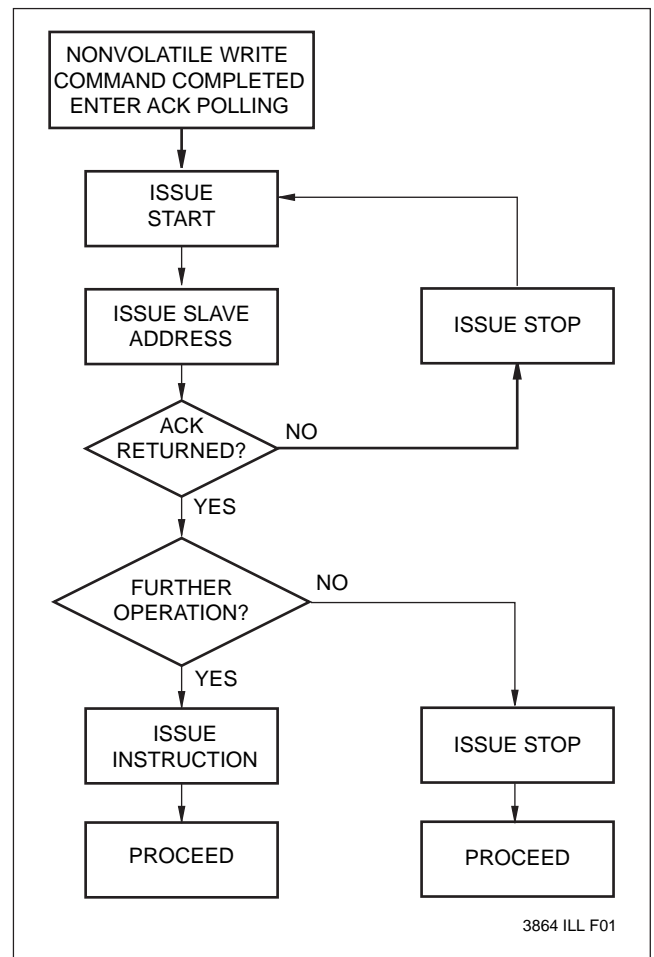 NONVOLATILE WRITE
COMMAND COMPLETED
ENTER ACK POLLING
ISSUE
START
ISSUE SLAVE
ADDRESS
ISSUE STOP
ACK
RETURNED?
NO
YES
FURTHER
OPERATION?
NO
YES
ISSUE
INSTRUCTION
ISSUE STOP
PROCEED
PROCEED
3864 ILL F01